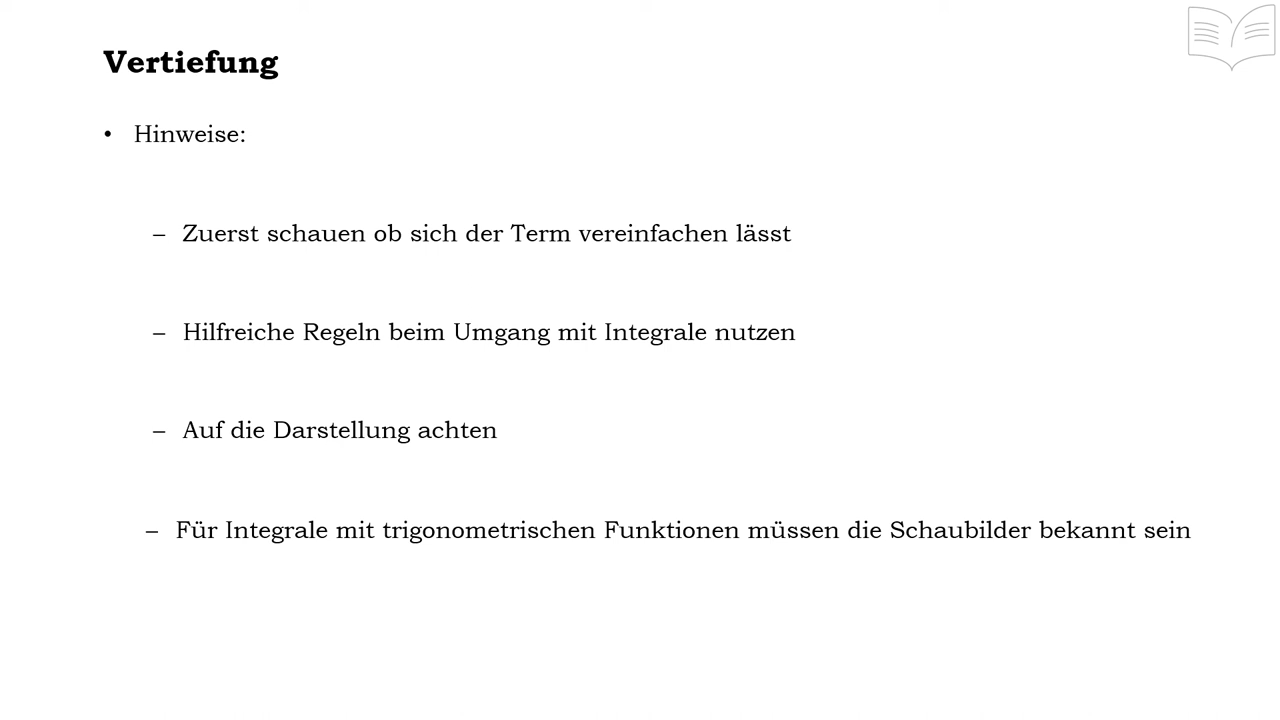 Vertiefung
• Hinweise:
– Zuerst schauen ob sich der Term vereinfachen lässt
– Hilfreiche Regeln beim Umgang mit Integrale nutzen
– Auf die Darstellung achten
– Für Integrale mit trigonometrischen Funktionen müssen die Schaubilder bekannt sein